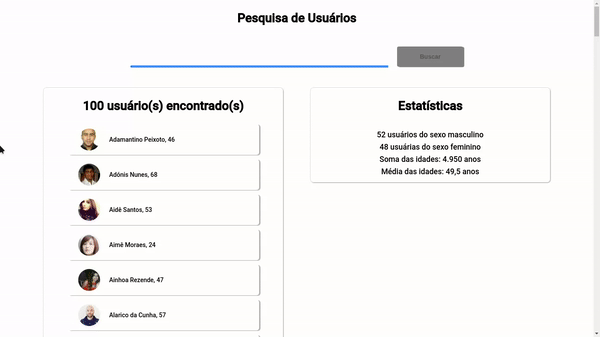 Pesquisa de Usuários
Buscar
100 usuário(s) encontrado(s)
Adamantino Peixoto, 46
Adónis Nunes, 68
Aidê Santos, 53
Aimê Moraes, 24
Ainhoa Rezende, 47
Alarico da Cunha, 57
Estatísticas
52 usuários do sexo masculino
48 usuárias do sexo feminino
Soma das idades: 4.950 anos
Média das idades: 49,5 anos